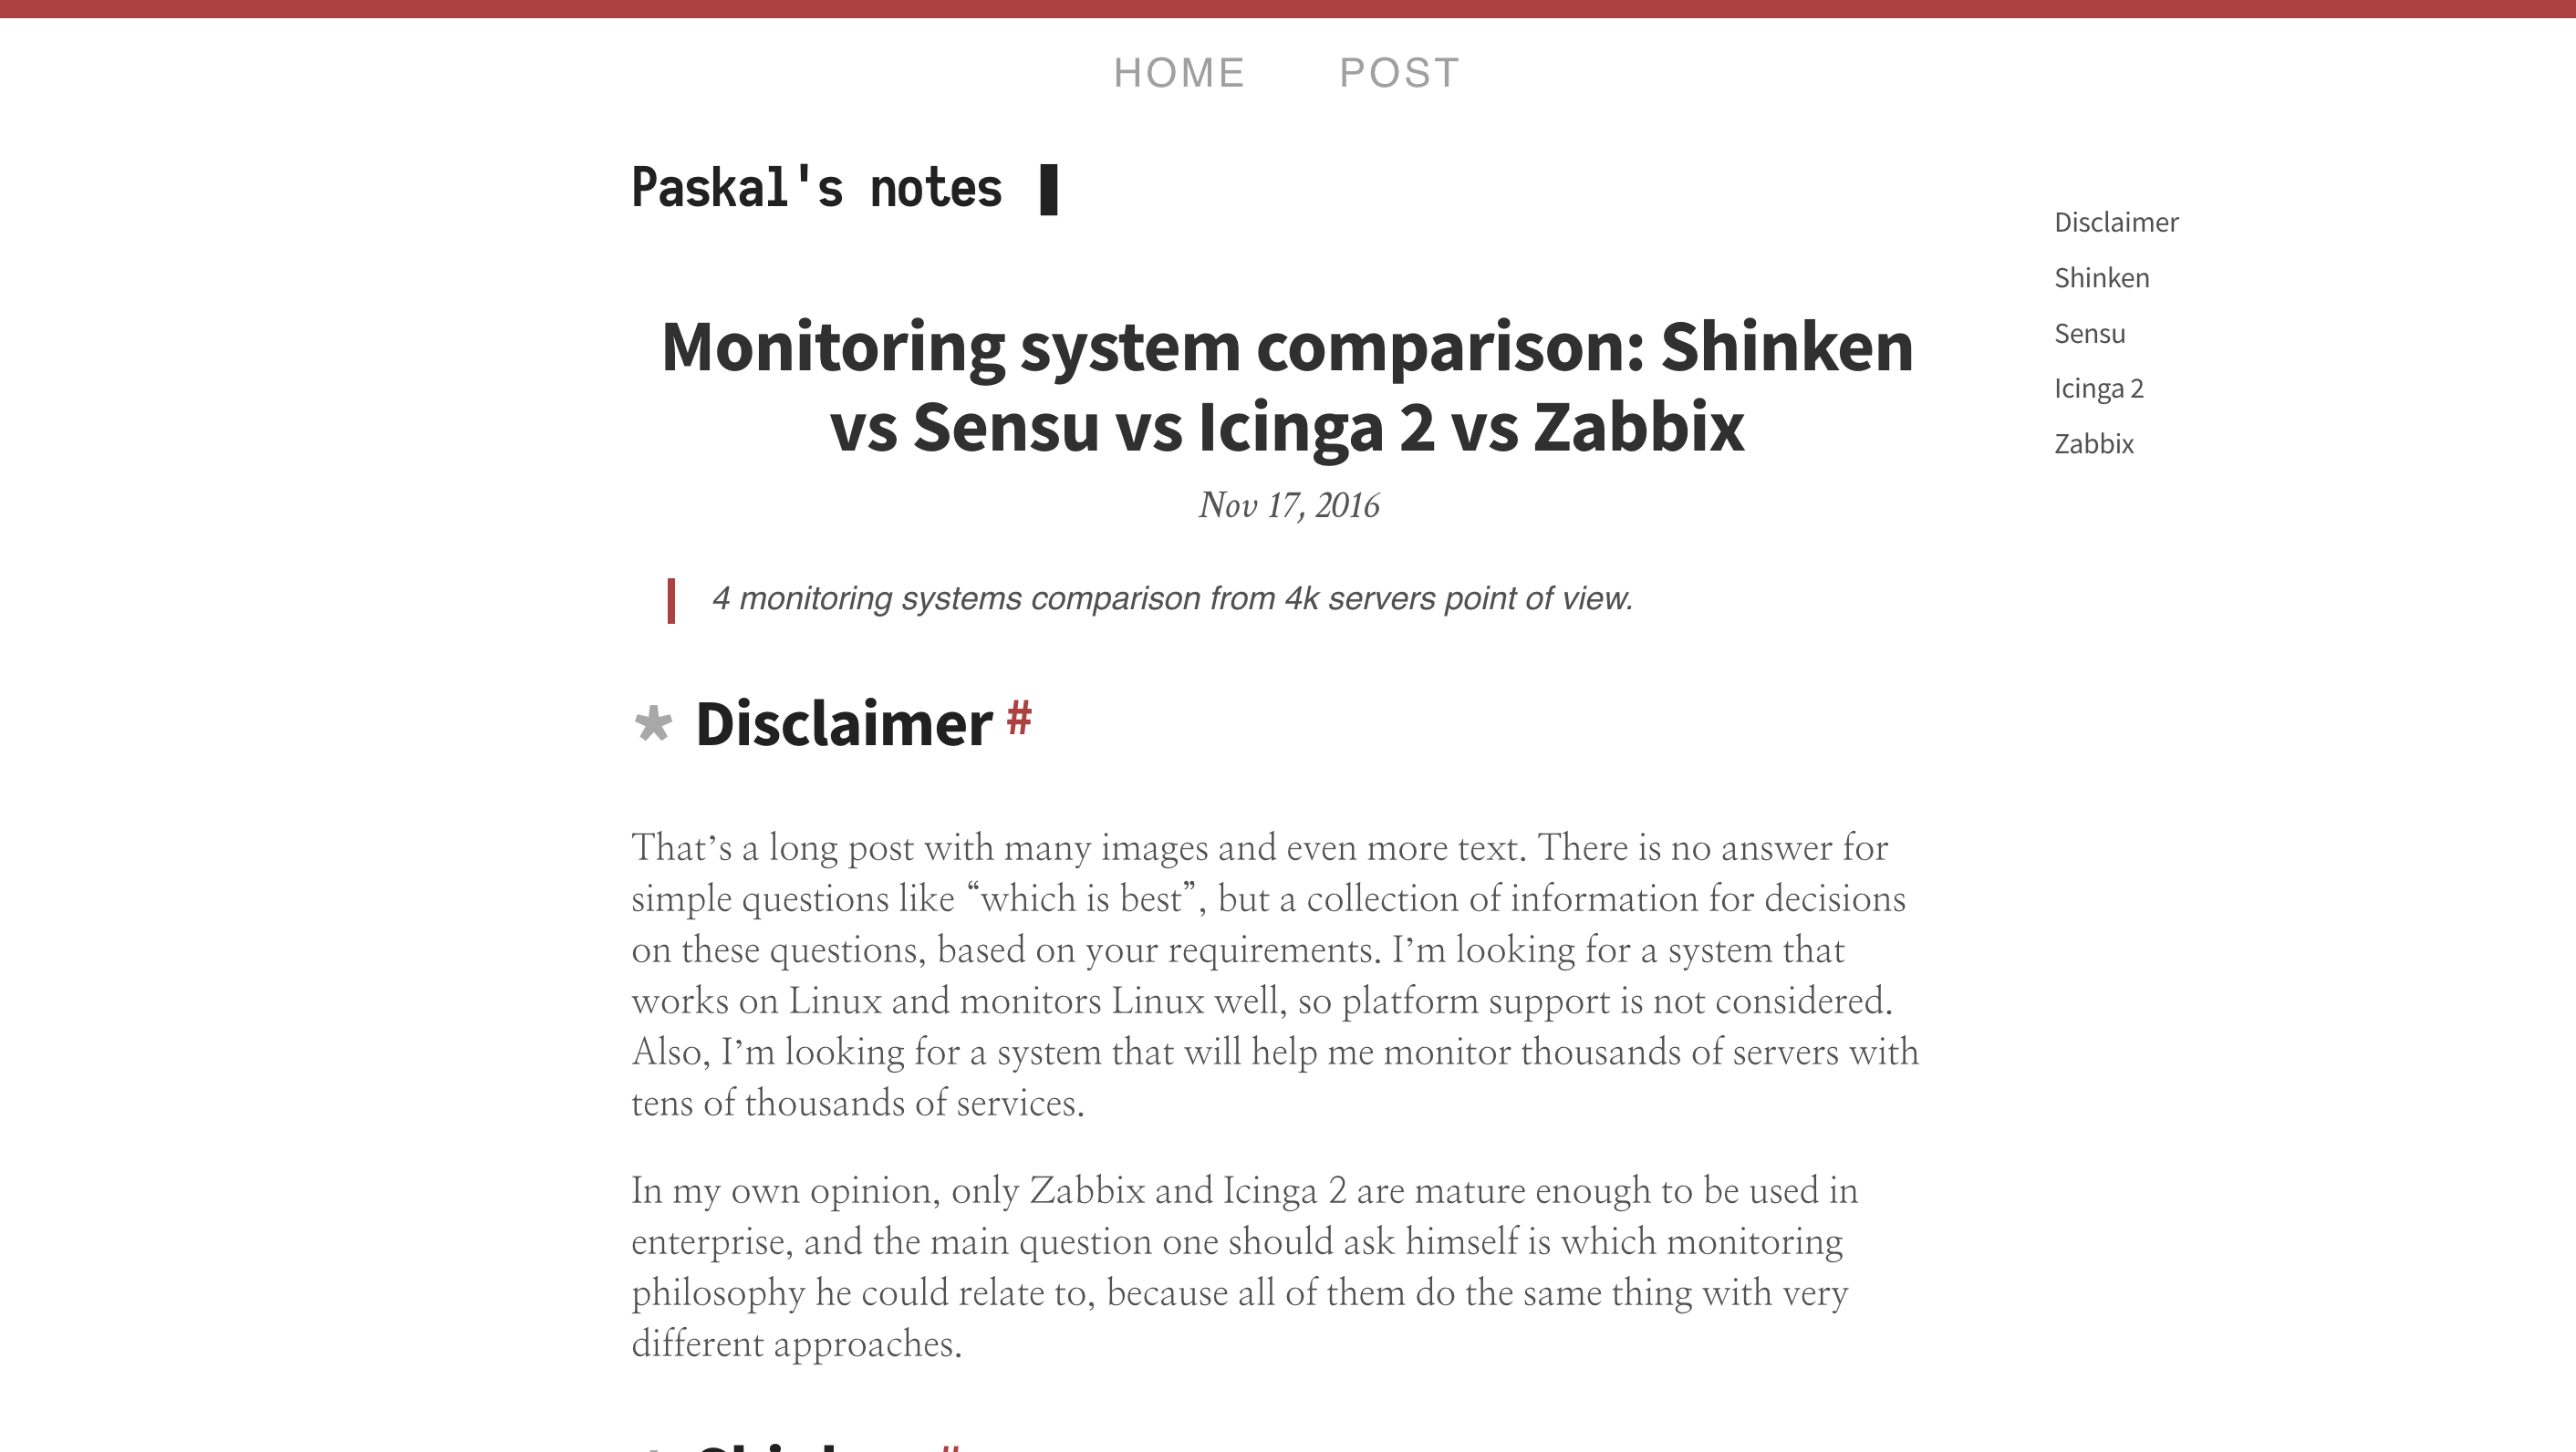 HOME POST
Paskal's notes
Disclaimer
Shinken
Sensu
Icinga 2
Zabbix
Monitoring system comparison: Shinken
vs Sensu vs Icinga 2 vs Zabbix
Nov 17, 2016
4 monitoring systems comparison from 4k servers point of view.
* Disclaimer #
That’s a long post with many images and even more text. There is no answer for
simple questions like “which is best”, but a collection of information for decisions
on these questions, based on your requirements. I’m looking for a system that
works on Linux and monitors Linux well, so platform support is not considered.
Also, I’m looking for a system that will help me monitor thousands of servers with
tens of thousands of services.
In my own opinion, only Zabbix and Icinga 2 are mature enough to be used in
enterprise, and the main question one should ask himself is which monitoring
philosophy he could relate to, because all of them do the same thing with very
different approaches.